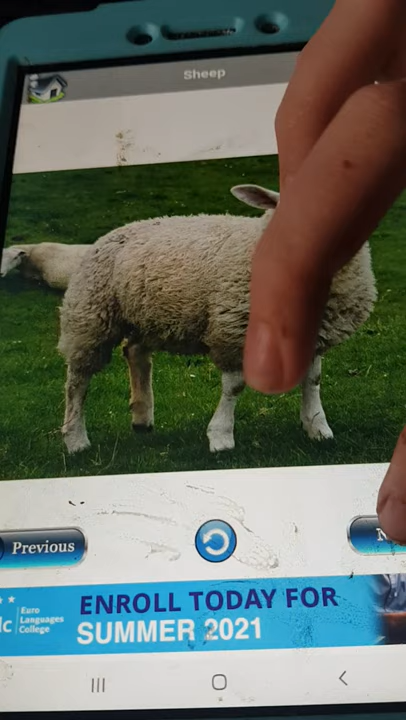 Sheep
Previous
Euro
Languages
College
ENROLL TODAY FOR
SUMMER 2021